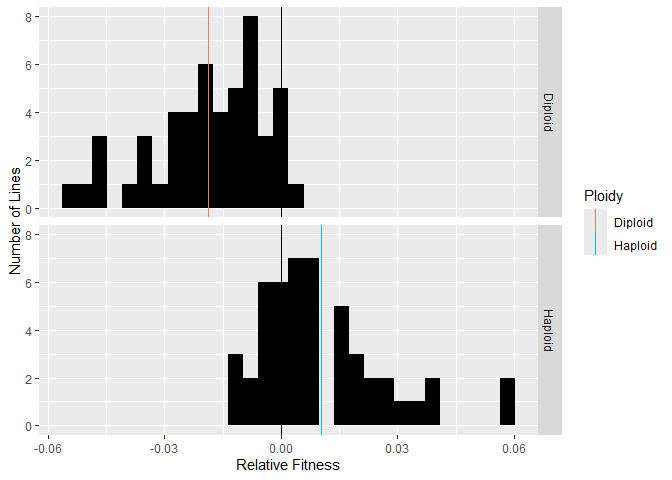 8
6
4
2
0
Diploid
8
6
4
2
0
Haploid
Number of Lines
-0.06
-0.03
0.00
0.03
0.06
Relative Fitness
Ploidy
Diploid
Haploid